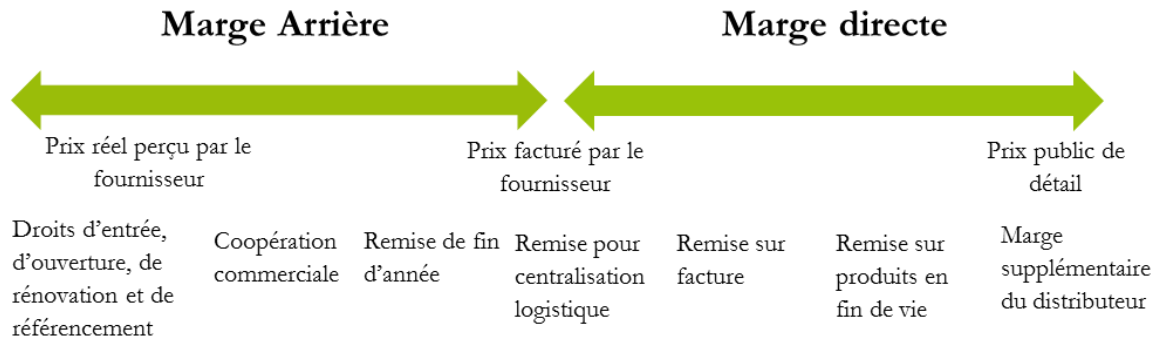 Marge Arrière
Marge directe
Prix réel perçu par le
fournisseur
Prix facturé par le
fournisseur
Prix public de
détail
Droits d'entrée,
d'ouverture, de
rénovation et de
référencement
Coopération
commerciale
Remise de fin
d'année
Remise pour
centralisation
logistique
Remise sur
facture
Remise sur
produits en
fin de vie
Marge
supplémentaire
du distributeur